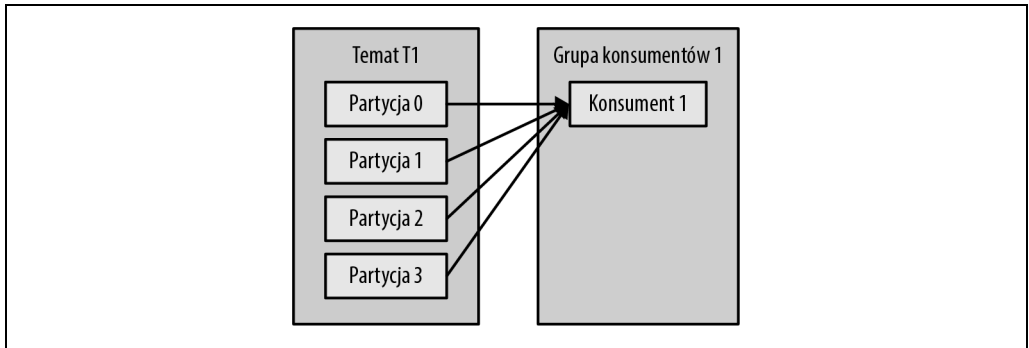 Temat T1
Partycja 0
Partycja 1
Partycja 2
Partycja 3
Grupa konsumentów 1
Konsument 1